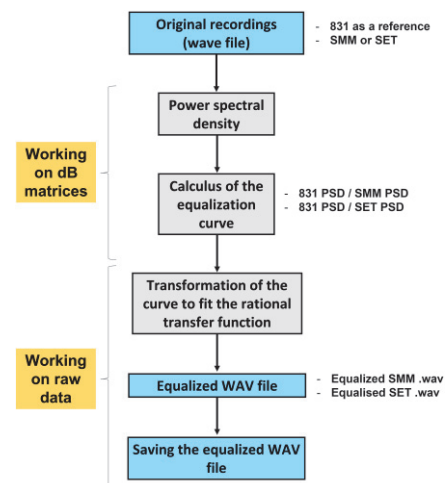 Original recordings
(wave file)
- 831 as a reference
- SMM or SET
Power spectral
density
Working
on dB
matrices
Calculus of the
equalization
curve
- 831 PSD / SMM PSD
- 831 PSD / SET PSD
Transformation of the
curve to fit the rational
transfer function
Working
on raw
data
Equalized WAV file
- Equalized SMM .wav
- Equalised SET .wav
Saving the equalized WAV
file